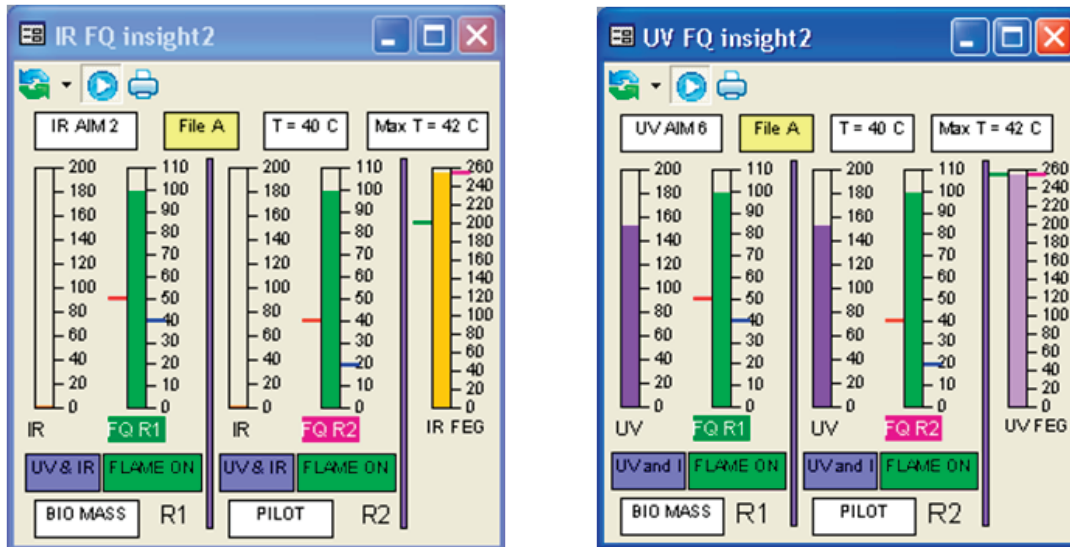 IR FQ insight2
IR AIM 2 File A T = 40 C Max T = 42 C
200 110 200 110 260
180 100 180 100 240
160 90 160 90 220
140 80 140 80 200
120 70 120 70 180
100 60 100 60 160
80 50 80 50 140
60 40 60 40 120
40 30 40 30 100
20 20 20 20 80
0 10 0 10 60
0 0 40
20
0
IR FQ R1 IR FQ R2 IR FEG
UV & IR FLAME ON UV & IR FLAME ON
BIO MASS R1 PILOT R2
UV FQ insight2
UV AIM 6 File A T = 40 C Max T = 42 C
200 110 200 110 260
180 100 180 100 240
160 90 160 90 220
140 80 140 80 200
120 70 120 70 180
100 60 100 60 160
80 50 80 50 140
60 40 60 40 120
40 30 40 30 100
20 20 20 20 80
0 10 0 10 60
0 0 40
20
0
UV FQ R1 UV FQ R2 UV FEG
UV and I FLAME ON UV and I FLAME ON
BIO MASS R1 PILOT R2